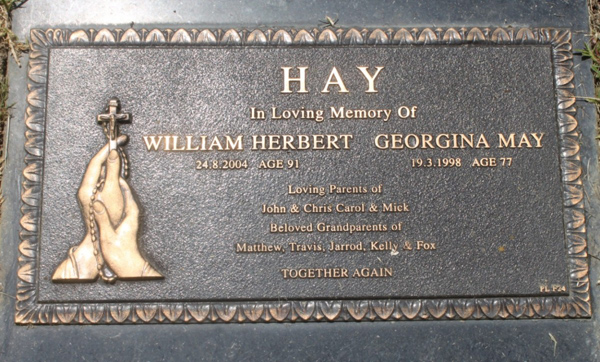 HAY
In Loving Memory Of
WILLIAM HERBERT GEORGINA MAY
24.8.2004 AGE 91 19.3.1998 AGE 77
Loving Parents of
John & Chris Carol & Mick
Beloved Grandparents of
Matthew, Travis, Jarrod, Kelly & Fox
TOGETHER AGAIN